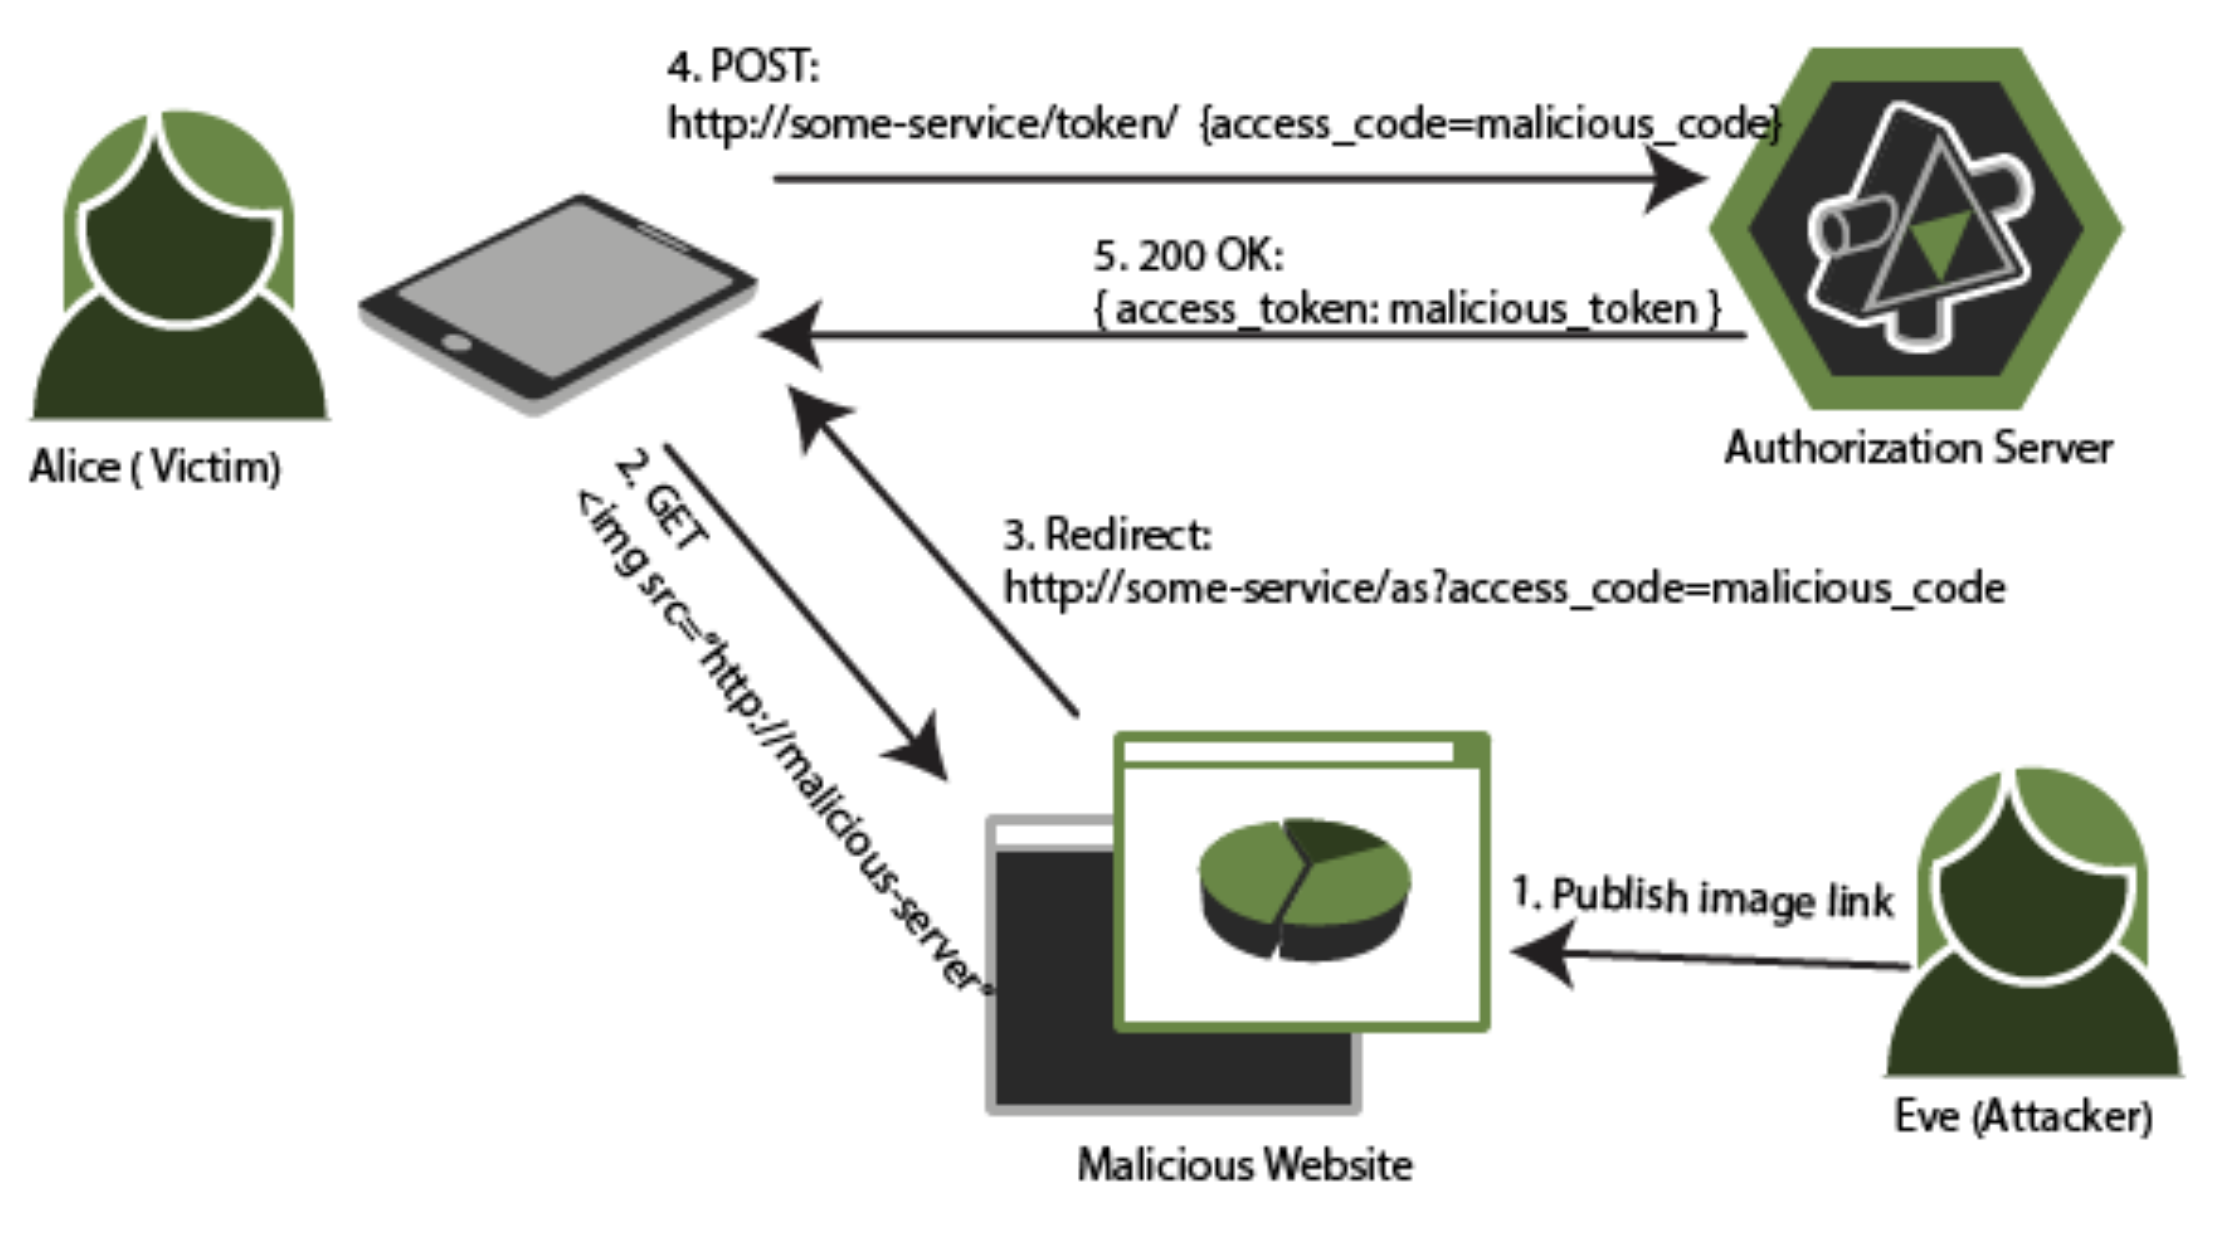 4. POST:
http://some-service/token/ {access_code=malicious_code}
5. 200 OK:
{ access_token: malicious_token }
Alice ( Victim)
Authorization Server
2. GET
<img src="http://malicious-server"
3. Redirect:
http://some-service/as?access_code=malicious_code
1. Publish image link
Eve (Attacker)
Malicious Website